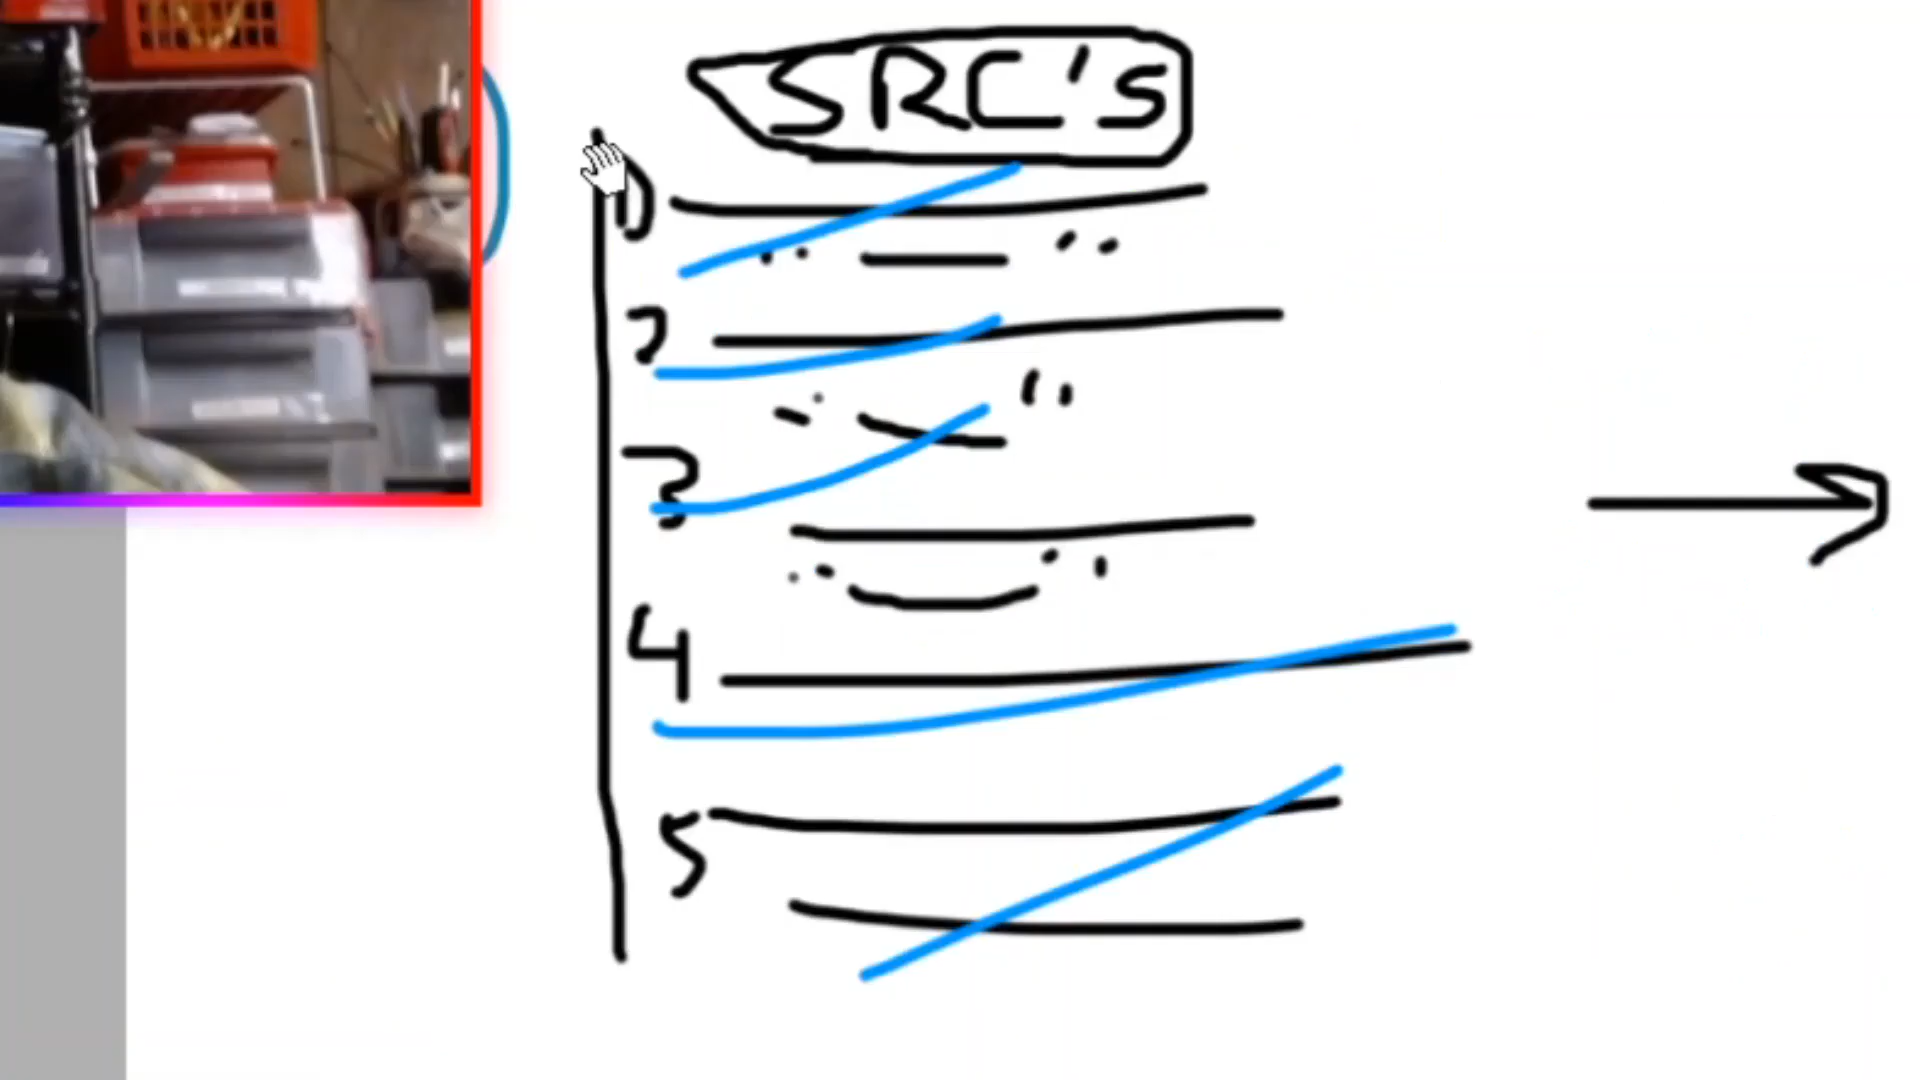 SRC's
1)
2
" — "
3
" — "
4
5